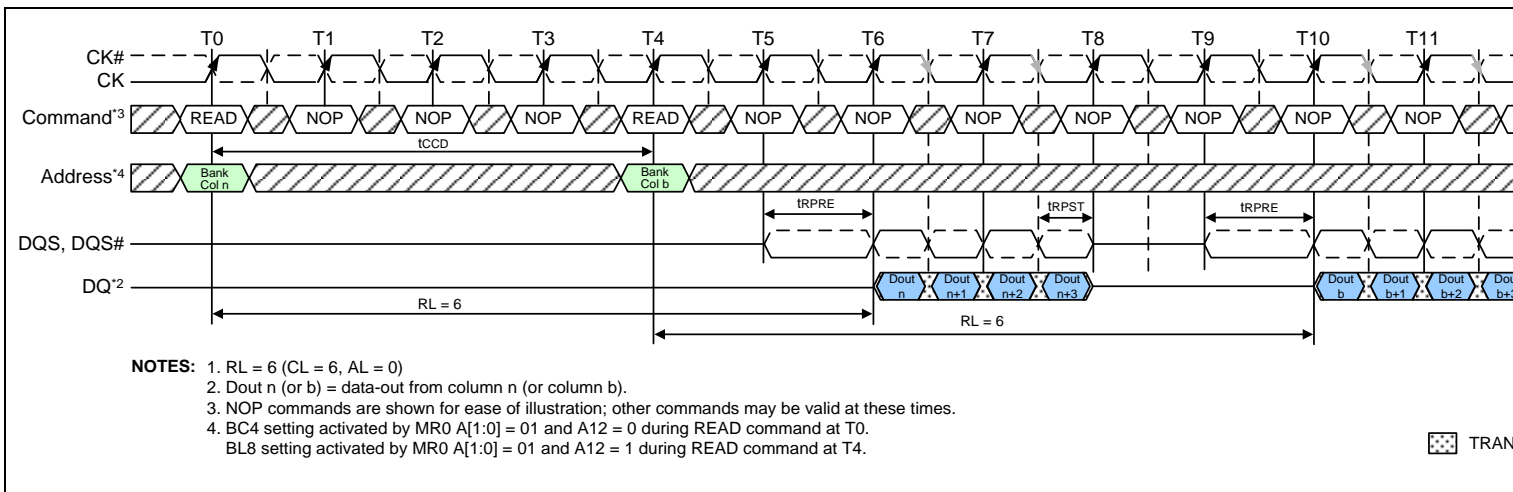 T0 T1 T2 T3 T4 T5 T6 T7 T8 T9 T10 T11
CK#
CK
Command*3 READ NOP NOP NOP READ NOP NOP NOP NOP NOP NOP NOP
tCCD
Address*4 Bank Col n Bank Col b
tRPRE tRPST tRPRE
DQS, DQS#
DQ*2 Dout n Dout n+1 Dout n+2 Dout n+3 Dout b Dout b+1 Dout b+2 Dout b+3
RL = 6
RL = 6
NOTES: 1. RL = 6 (CL = 6, AL = 0)
2. Dout n (or b) = data-out from column n (or column b).
3. NOP commands are shown for ease of illustration; other commands may be valid at these times.
4. BC4 setting activated by MR0 A[1:0] = 01 and A12 = 0 during READ command at T0.
BL8 setting activated by MR0 A[1:0] = 01 and A12 = 1 during READ command at T4.
TRAN